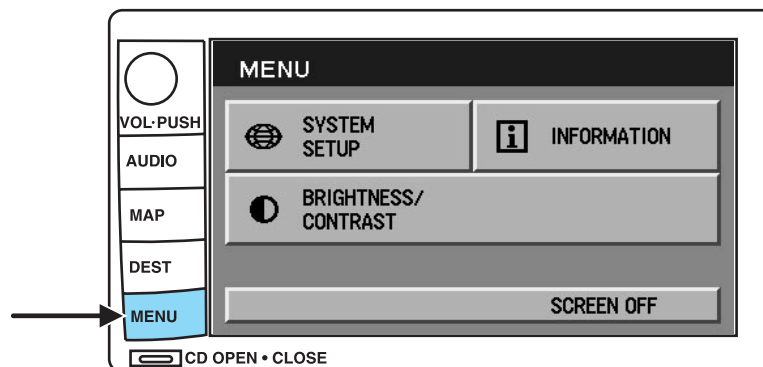 MENU
VOL·PUSH
AUDIO
MAP
DEST
MENU
SYSTEM
SETUP
i INFORMATION
BRIGHTNESS/
CONTRAST
SCREEN OFF
CD OPEN • CLOSE